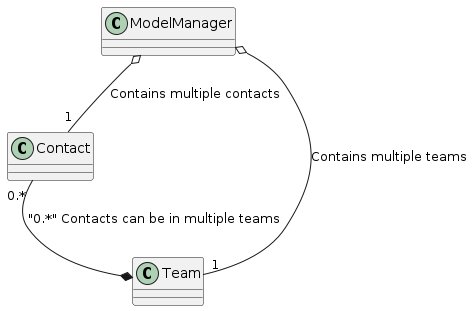 C ModelManager
Contains multiple contacts
1
C Contact
Contains multiple teams
0.*
"0.*" Contacts can be in multiple teams
1
C Team